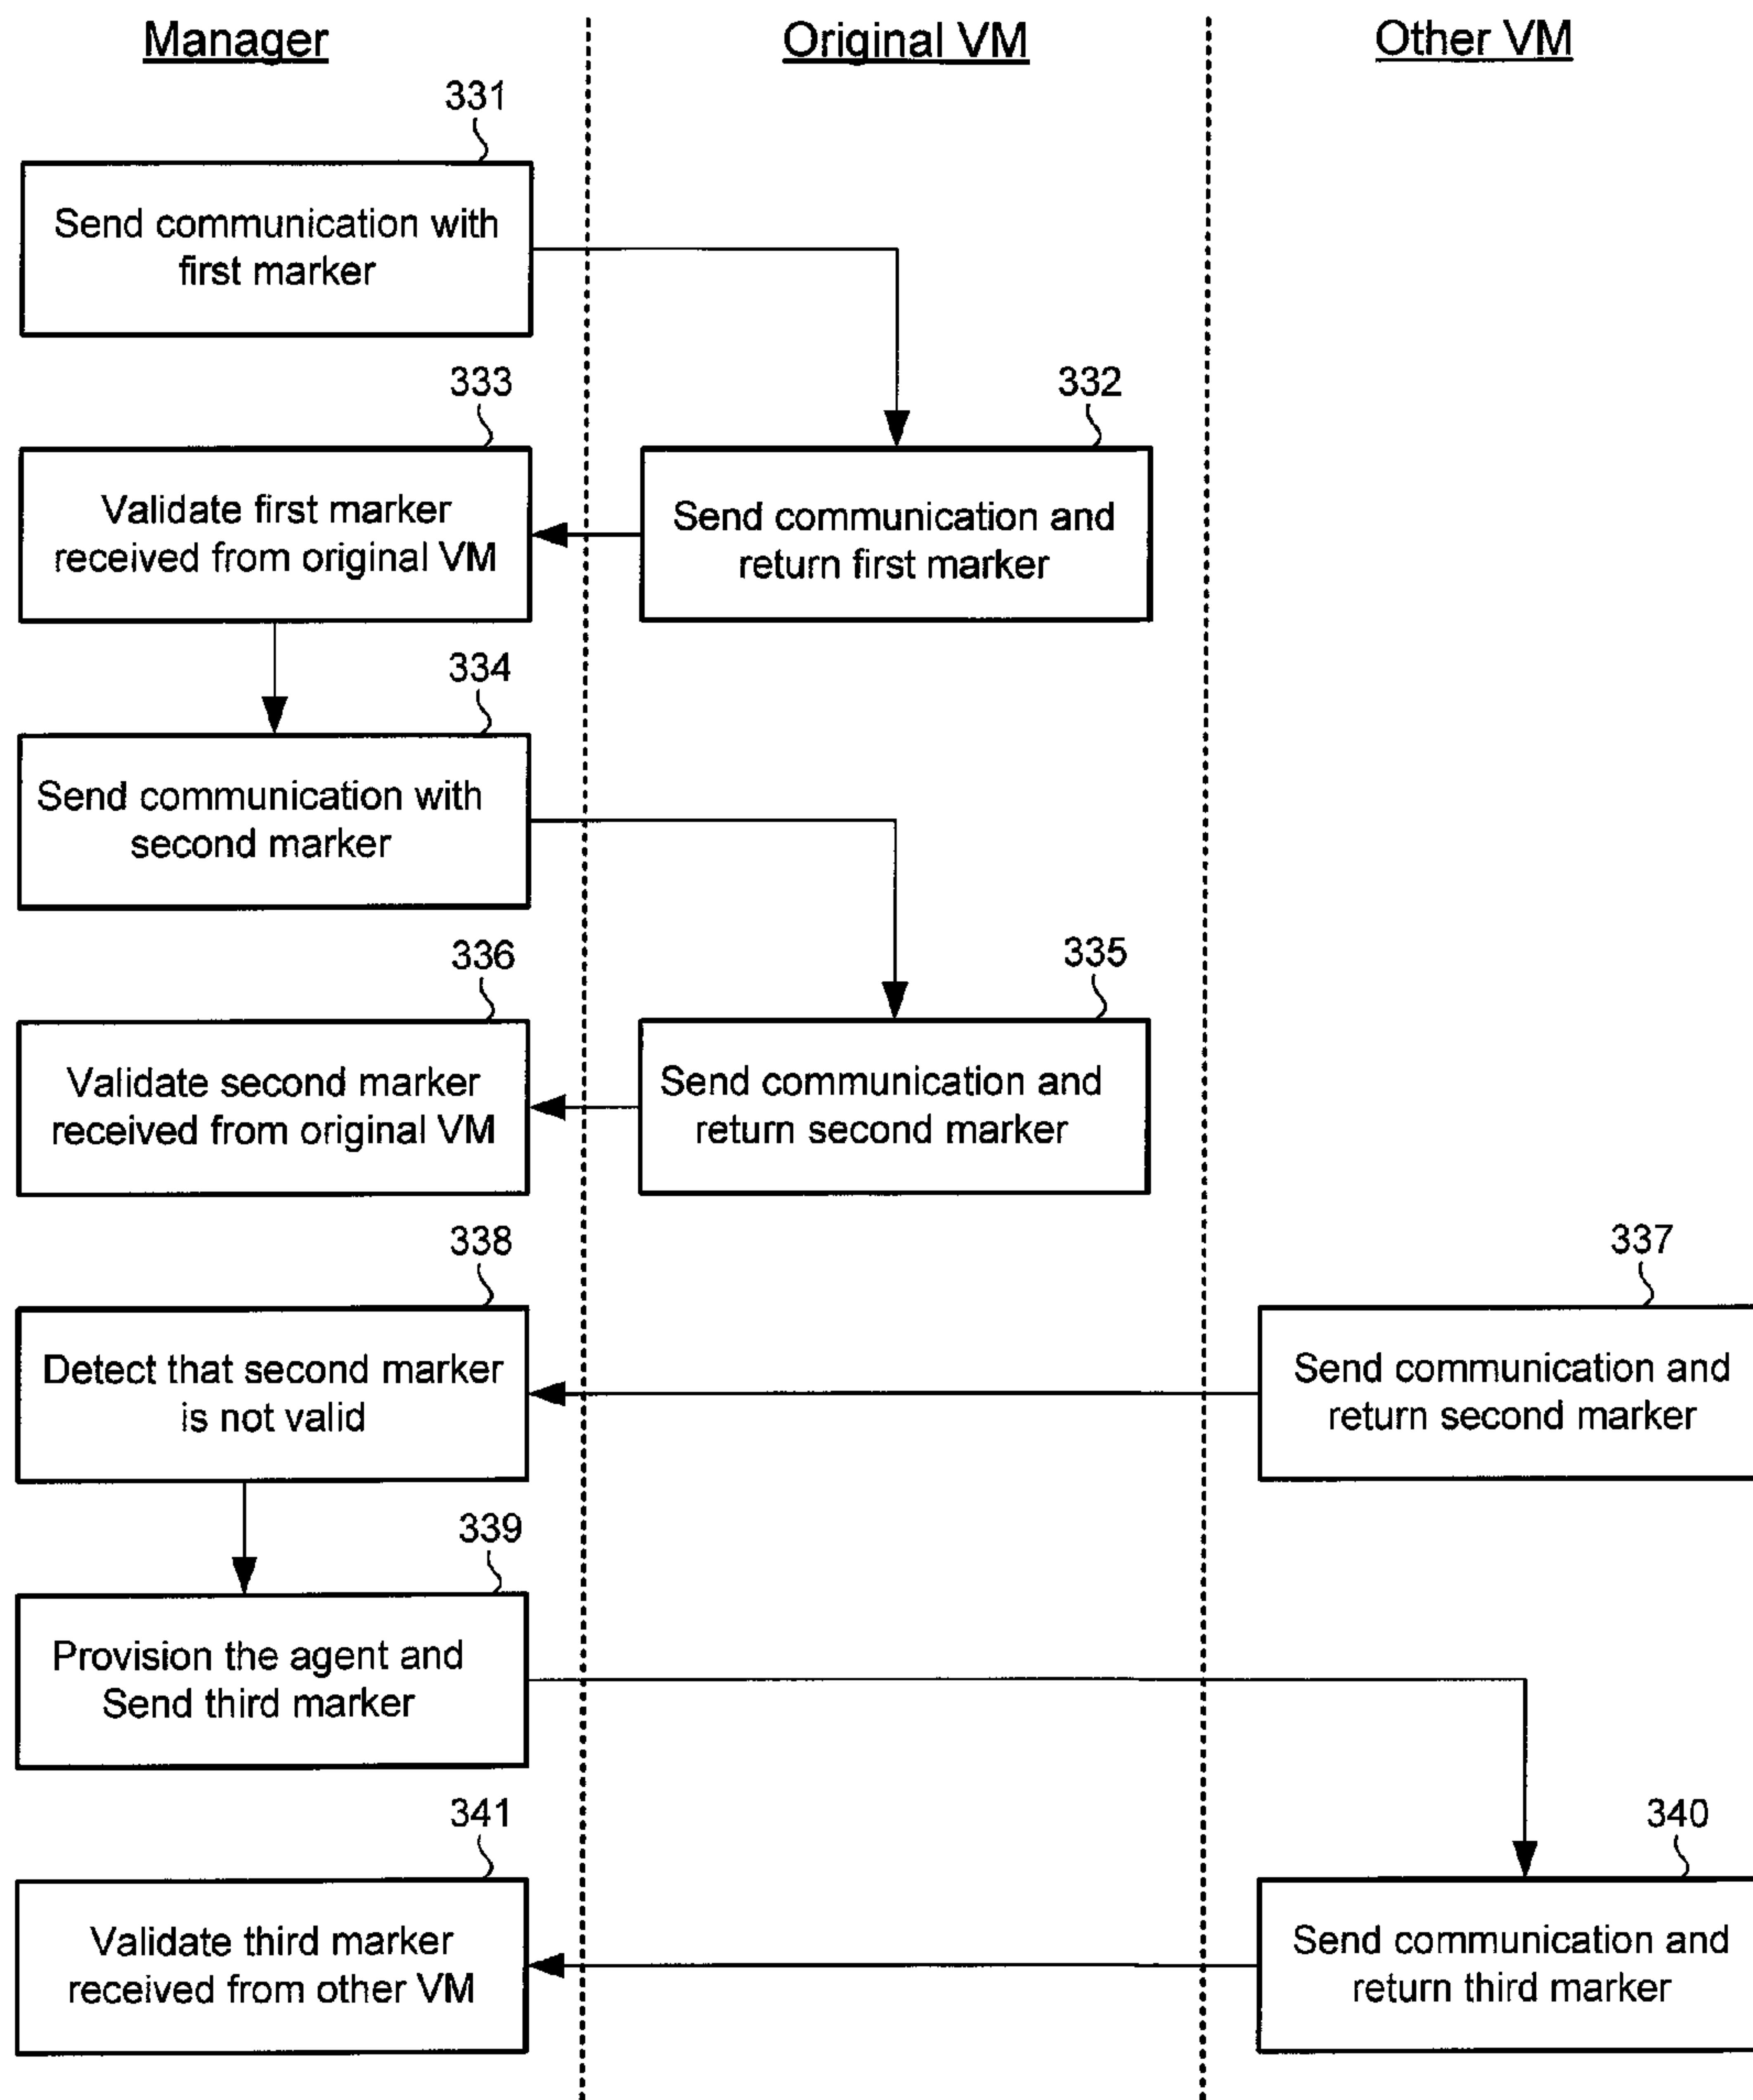 Manager
Original VM
Other VM
331
Send communication with
first marker
333
332
Validate first marker
received from original VM
Send communication and
return first marker
334
Send communication with
second marker
336
335
Validate second marker
received from original VM
Send communication and
return second marker
338
337
Detect that second marker
is not valid
Send communication and
return second marker
339
Provision the agent and
Send third marker
341
340
Validate third marker
received from other VM
Send communication and
return third marker